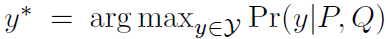 y* = arg max_{y∈𝒴} Pr(y|P, Q)